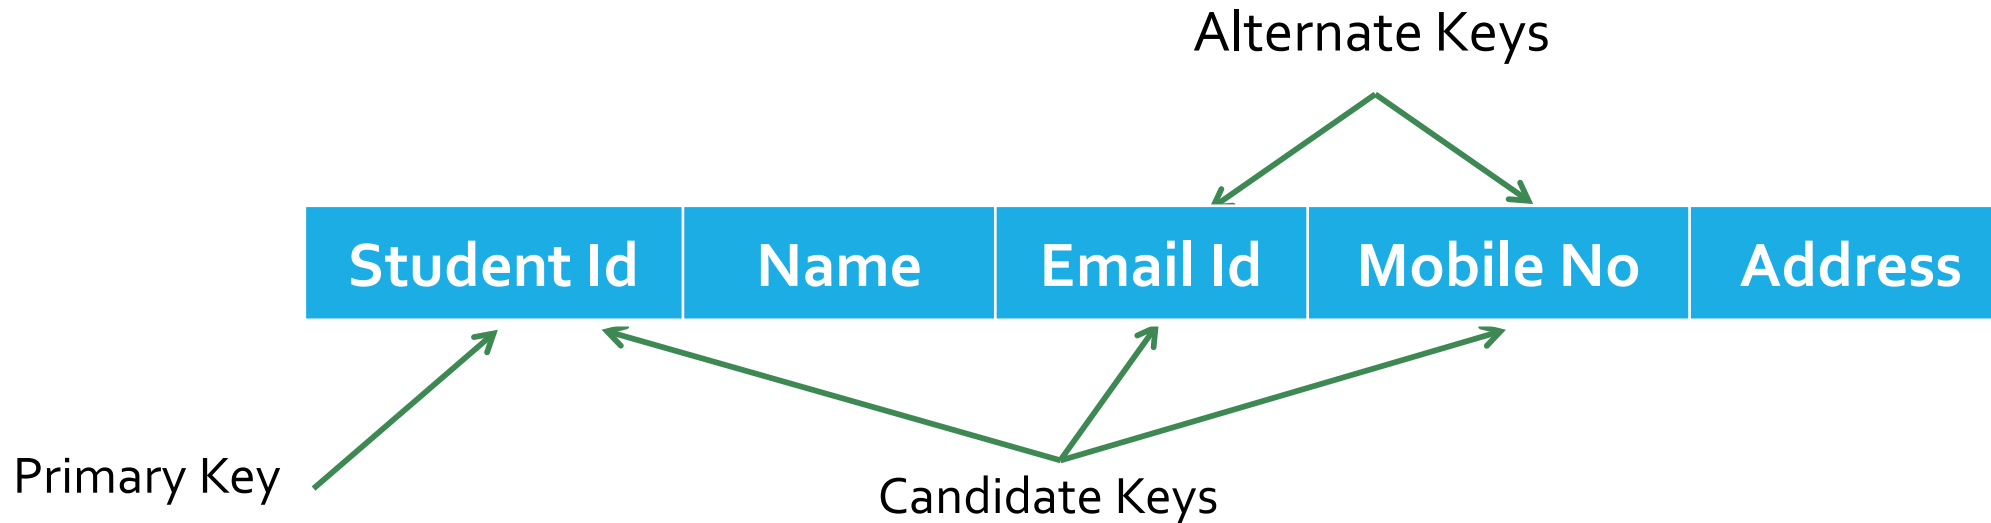 Alternate Keys
Student Id Name Email Id Mobile No Address
Primary Key
Candidate Keys